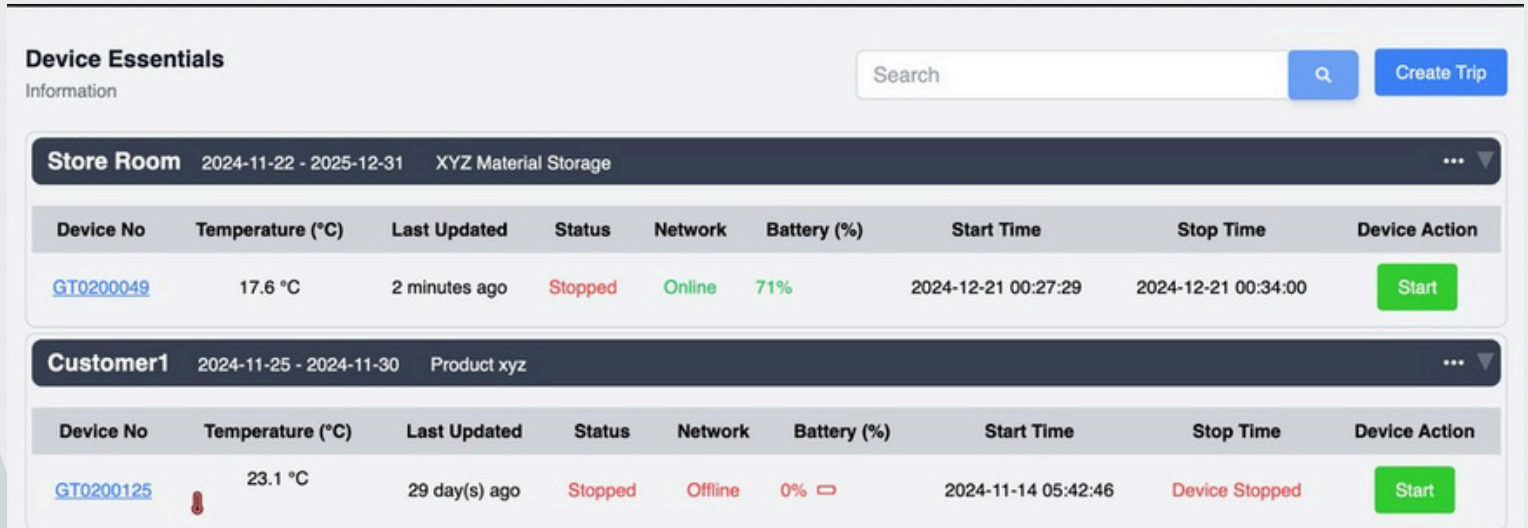 Device Essentials
Information
Search
Create Trip
Store Room 2024-11-22 - 2025-12-31 XYZ Material Storage ...
Device No Temperature (°C) Last Updated Status Network Battery (%) Start Time Stop Time Device Action
GT0200049 17.6 °C 2 minutes ago Stopped Online 71% 2024-12-21 00:27:29 2024-12-21 00:34:00 Start
Customer1 2024-11-25 - 2024-11-30 Product xyz ...
Device No Temperature (°C) Last Updated Status Network Battery (%) Start Time Stop Time Device Action
GT0200125 23.1 °C 29 day(s) ago Stopped Offline 0% 2024-11-14 05:42:46 Device Stopped Start